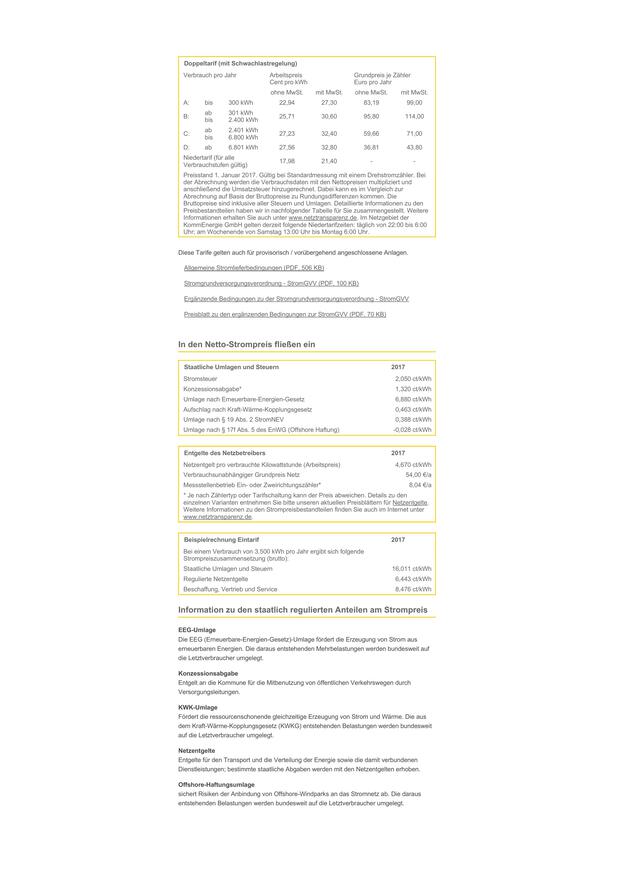 Doppeltarif (mit Schwachlastregelung)
Verbrauch pro Jahr Arbeitspreis Grundpreis je Zähler
Cent pro kWh Euro pro Jahr
ohne MwSt. mit MwSt. ohne MwSt. mit MwSt.
A: bis 300 kWh 22,94 27,30 83,19 99,00
B: ab bis 301 kWh 2.400 kWh 25,71 30,60 95,80 114,00
C: ab bis 2.401 kWh 6.800 kWh 27,23 32,40 59,66 71,00
D: ab 6.801 kWh 27,56 32,80 36,81 43,80
Niedertarif (für alle
Verbrauchstufen gültig) 17,98 21,40 - -
Preisstand 1. Januar 2017. Gültig bei Standardmessung mit einem Drehstromzähler. Bei
der Abrechnung werden die Verbrauchsdaten mit den Nettopreisen multipliziert und
anschließend die Umsatzsteuer hinzugerechnet. Dabei kann es im Vergleich zur
Abrechnung auf Basis der Bruttopreise zu Rundungsdifferenzen kommen. Die
Bruttopreise sind inklusive aller Steuern und Umlagen. Detaillierte Informationen zu den
Preisbestandteilen haben wir in nachfolgender Tabelle für Sie zusammengestellt. Weitere
Informationen erhalten Sie auch unter www.netztransparenz.de. Im Netzgebiet der
KommEnergie GmbH gelten derzeit folgende Niedertarifzeiten: täglich von 22:00 bis 6:00
Uhr; am Wochenende von Samstag 13:00 Uhr bis Montag 6:00 Uhr.
Diese Tarife gelten auch für provisorisch / vorübergehend angeschlossene Anlagen.
Allgemeine Stromlieferbedingungen (PDF, 506 KB)
Stromgrundversorgungsverordnung - StromGVV (PDF, 100 KB)
Ergänzende Bedingungen zu der Stromgrundversorgungsverordnung - StromGVV
Preisblatt zu den ergänzenden Bedingungen zur StromGVV (PDF, 70 KB)
In den Netto-Strompreis fließen ein
Staatliche Umlagen und Steuern 2017
Stromsteuer 2,050 ct/kWh
Konzessionsabgabe* 1,320 ct/kWh
Umlage nach Erneuerbare-Energien-Gesetz 6,880 ct/kWh
Aufschlag nach Kraft-Wärme-Kopplungsgesetz 0,463 ct/kWh
Umlage nach § 19 Abs. 2 StromNEV 0,388 ct/kWh
Umlage nach § 17f Abs. 5 des EnWG (Offshore Haftung) -0,028 ct/kWh
Entgelte des Netzbetreibers 2017
Netzentgelt pro verbrauchte Kilowattstunde (Arbeitspreis) 4,670 ct/kWh
Verbrauchsunabhängiger Grundpreis Netz 54,00 €/a
Messstellenbetrieb Ein- oder Zweirichtungszähler* 8,04 €/a
* Je nach Zählertyp oder Tarifschaltung kann der Preis abweichen. Details zu den
einzelnen Varianten entnehmen Sie bitte unseren aktuellen Preisblättern für Netzentgelte.
Weitere Informationen zu den Strompreisbestandteilen finden Sie auch im Internet unter
www.netztransparenz.de.
Beispielrechnung Eintarif 2017
Bei einem Verbrauch von 3.500 kWh pro Jahr ergibt sich folgende
Strompreiszusammensetzung (brutto):
Staatliche Umlagen und Steuern 16,011 ct/kWh
Regulierte Netzentgelte 6,443 ct/kWh
Beschaffung, Vertrieb und Service 8,476 ct/kWh
Information zu den staatlich regulierten Anteilen am Strompreis
EEG-Umlage
Die EEG (Erneuerbare-Energien-Gesetz)-Umlage fördert die Erzeugung von Strom aus
erneuerbaren Energien. Die daraus entstehenden Mehrbelastungen werden bundesweit auf
die Letztverbraucher umgelegt.
Konzessionsabgabe
Entgelt an die Kommune für die Mitbenutzung von öffentlichen Verkehrswegen durch
Versorgungsleitungen.
KWK-Umlage
Fördert die ressourcenschonende gleichzeitige Erzeugung von Strom und Wärme. Die aus
dem Kraft-Wärme-Kopplungsgesetz (KWKG) entstehenden Belastungen werden bundesweit
auf die Letztverbraucher umgelegt.
Netzentgelte
Entgelte für den Transport und die Verteilung der Energie sowie die damit verbundenen
Dienstleistungen; bestimmte staatliche Abgaben werden mit den Netzentgelten erhoben.
Offshore-Haftungsumlage
sichert Risiken der Anbindung von Offshore-Windparks an das Stromnetz ab. Die daraus
entstehenden Belastungen werden bundesweit auf die Letztverbraucher umgelegt.